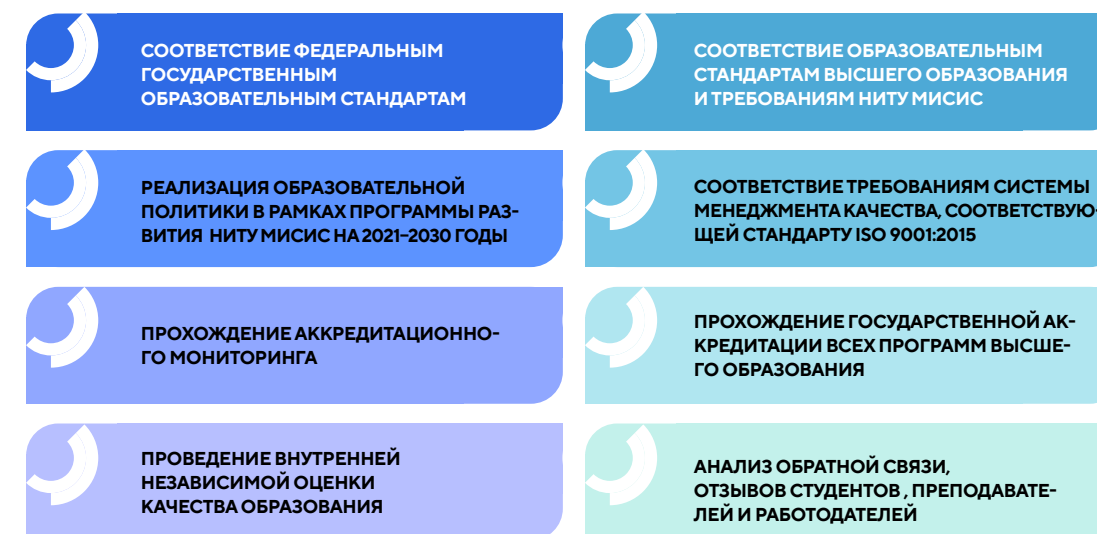 СООТВЕТСТВИЕ ФЕДЕРАЛЬНЫМ
ГОСУДАРСТВЕННЫМ
ОБРАЗОВАТЕЛЬНЫМ СТАНДАРТАМ
СООТВЕТСТВИЕ ОБРАЗОВАТЕЛЬНЫМ
СТАНДАРТАМ ВЫСШЕГО ОБРАЗОВАНИЯ
И ТРЕБОВАНИЯМ НИТУ МИСИС
РЕАЛИЗАЦИЯ ОБРАЗОВАТЕЛЬНОЙ
ПОЛИТИКИ В РАМКАХ ПРОГРАММЫ РАЗ-
ВИТИЯ НИТУ МИСИС НА 2021–2030 ГОДЫ
СООТВЕТСТВИЕ ТРЕБОВАНИЯМ СИСТЕМЫ
МЕНЕДЖМЕНТА КАЧЕСТВА, СООТВЕТСТВУЮ-
ЩЕЙ СТАНДАРТУ ISO 9001:2015
ПРОХОЖДЕНИЕ АККРЕДИТАЦИОННО-
ГО МОНИТОРИНГА
ПРОХОЖДЕНИЕ ГОСУДАРСТВЕННОЙ АК-
КРЕДИТАЦИИ ВСЕХ ПРОГРАММ ВЫСШЕ-
ГО ОБРАЗОВАНИЯ
ПРОВЕДЕНИЕ ВНУТРЕННЕЙ
НЕЗАВИСИМОЙ ОЦЕНКИ
КАЧЕСТВА ОБРАЗОВАНИЯ
АНАЛИЗ ОБРАТНОЙ СВЯЗИ,
ОТЗЫВОВ СТУДЕНТОВ , ПРЕПОДАВАТЕ-
ЛЕЙ И РАБОТОДАТЕЛЕЙ